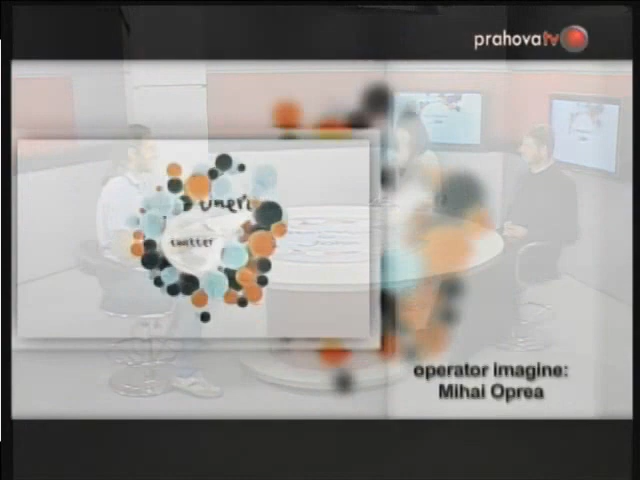 prahovatv
twitter
operator imagine:
Mihai Oprea